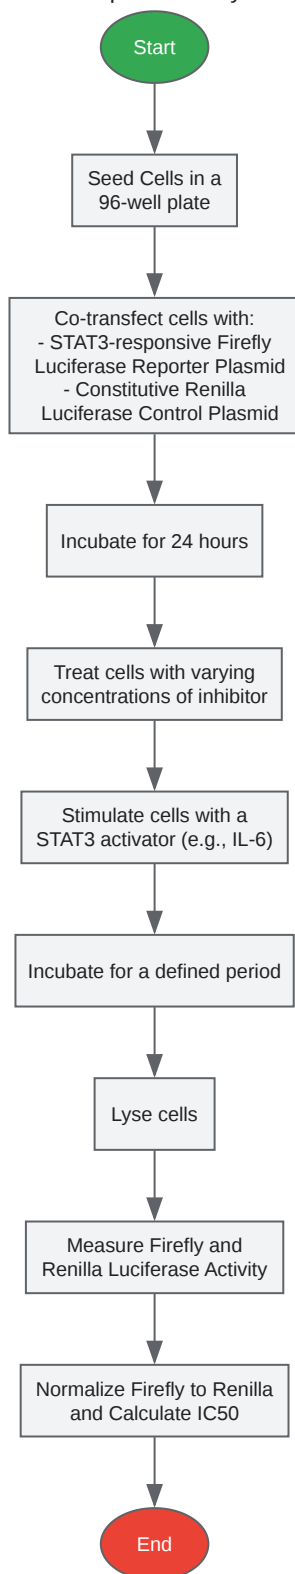 Start
Seed Cells in a
96-well plate
Co-transfect cells with:
- STAT3-responsive Firefly
Luciferase Reporter Plasmid
- Constitutive Renilla
Luciferase Control Plasmid
Incubate for 24 hours
Treat cells with varying
concentrations of inhibitor
Stimulate cells with a
STAT3 activator (e.g., IL-6)
Incubate for a defined period
Lyse cells
Measure Firefly and
Renilla Luciferase Activity
Normalize Firefly to Renilla
and Calculate IC50
End